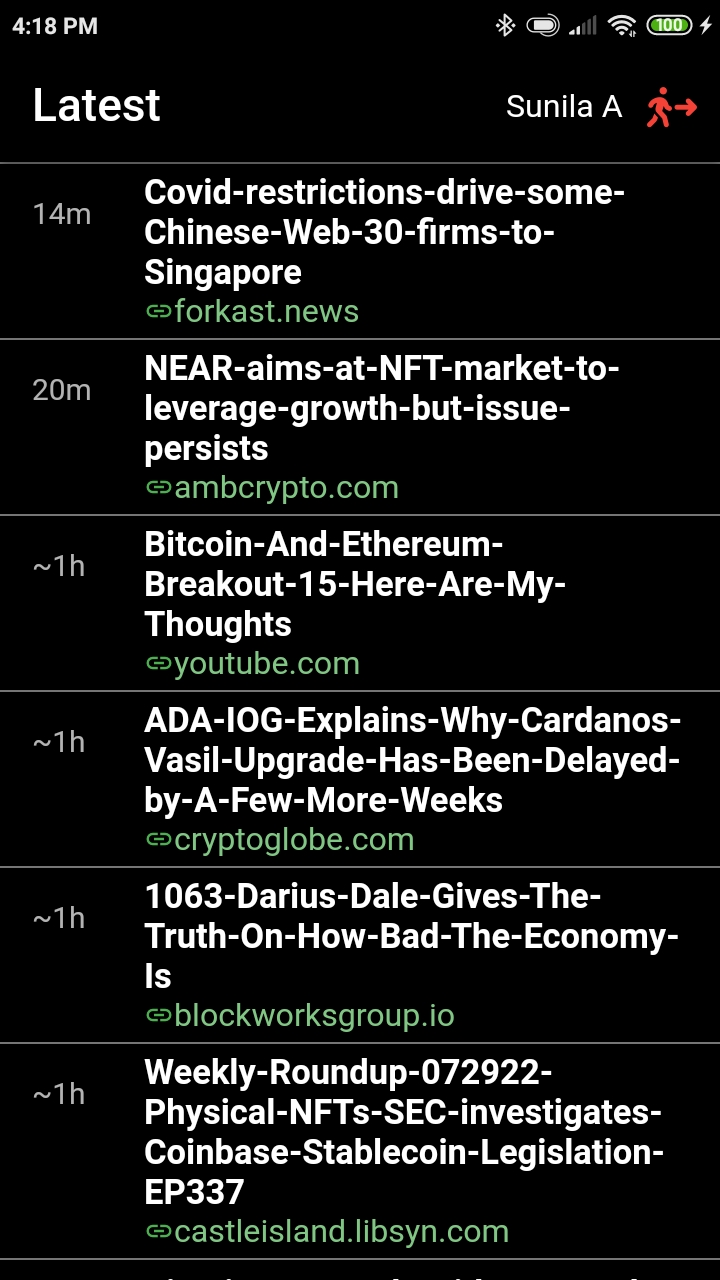 4:18 PM 100
Latest Sunila A
14m
Covid-restrictions-drive-some-
Chinese-Web-30-firms-to-
Singapore
forkast.news
20m
NEAR-aims-at-NFT-market-to-
leverage-growth-but-issue-
persists
ambcrypto.com
~1h
Bitcoin-And-Ethereum-
Breakout-15-Here-Are-My-
Thoughts
youtube.com
~1h
ADA-IOG-Explains-Why-Cardanos-
Vasil-Upgrade-Has-Been-Delayed-
by-A-Few-More-Weeks
cryptoglobe.com
~1h
1063-Darius-Dale-Gives-The-
Truth-On-How-Bad-The-Economy-
Is
blockworksgroup.io
~1h
Weekly-Roundup-072922-
Physical-NFTs-SEC-investigates-
Coinbase-Stablecoin-Legislation-
EP337
castleisland.libsyn.com